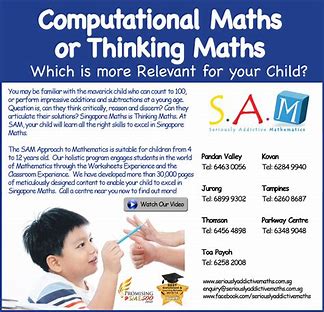 Computational Maths
or Thinking Maths
Which is more Relevant for your Child?
You may be familiar with the maverick child who can count to 100,
or perform impressive additions and subtractions at a young age.
Question is, can they think critically, reason and discern? Can they
articulate their solutions? Singapore Maths is Thinking Maths. At
SAM, your child will learn all the right skills to excel in Singapore
Maths.
The SAM Approach to Mathematics is suitable for children from 4
to 12 years old. Our holistic program engages students in the world
of Mathematics through the Worksheets Experience and the
Classroom Experience. We have developed more than 30,000 pages
of meticulously designed content to enable your child to excel in
Singapore Maths. Call a centre near you now to find out more!
Watch Our Video
PROMISING
SME 500
S.A.M
Seriously Addictive Mathematics
Pandan Valley
Tel: 6463 0056
Kovan
Tel: 6284 9940
Jurong
Tel: 6899 9302
Tampines
Tel: 6260 8687
Thomson
Tel: 6456 4898
Parkway Centre
Tel: 6348 9048
Toa Payoh
Tel: 6258 2008
www.seriouslyaddictivemaths.com.sg
enquiry@seriouslyaddictivemaths.com.sg
www.facebook.com/seriouslyaddictivemaths